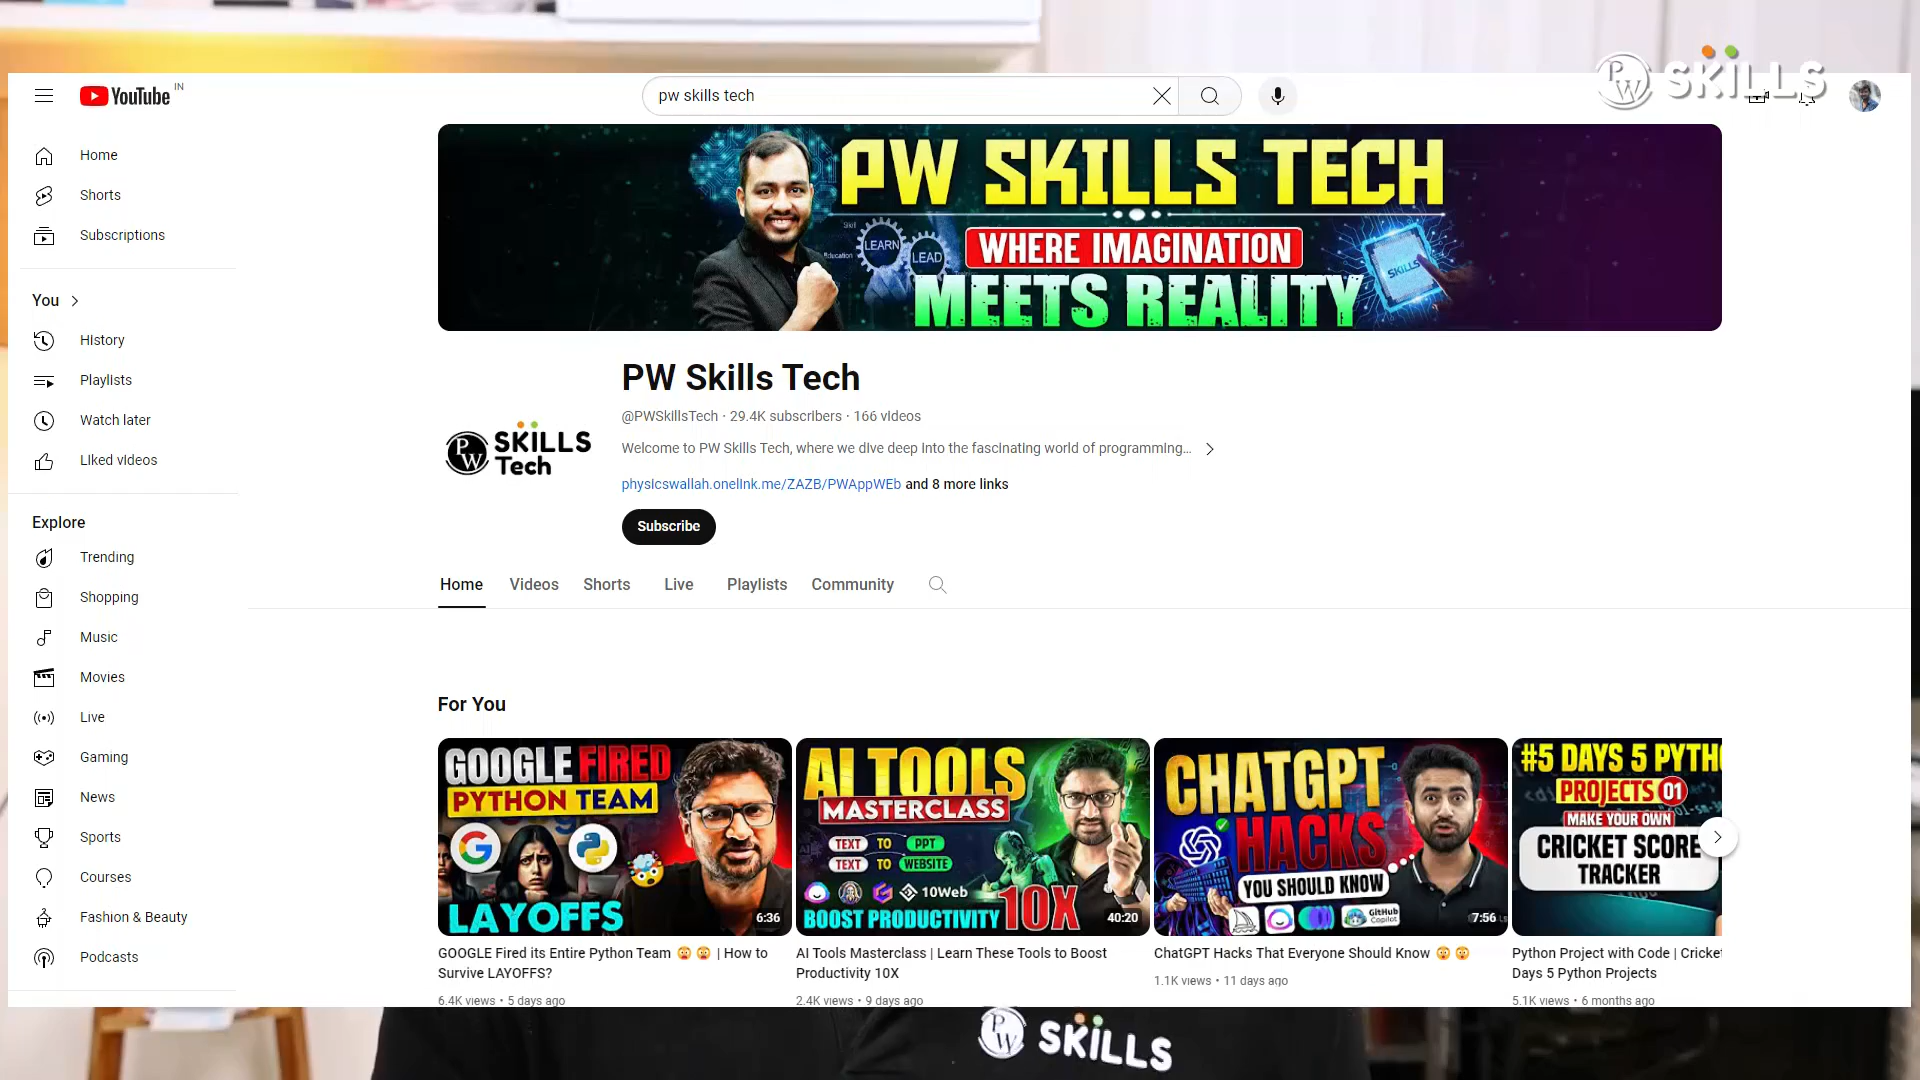 YouTube IN
pw skills tech
PW SKILLS
Home
Shorts
Subscriptions
You
History
Playlists
Watch later
Liked videos
Explore
Trending
Shopping
Music
Movies
Live
Gaming
News
Sports
Courses
Fashion & Beauty
Podcasts
PW SKILLS TECH
WHERE IMAGINATION
MEETS REALITY
Skill
LEARN
Education
LEAD
SKILLS
PW SKILLS
Tech
PW Skills Tech
@PWSkillsTech · 29.4K subscribers · 166 videos
Welcome to PW Skills Tech, where we dive deep into the fascinating world of programming...
physicswallah.onelink.me/ZAZB/PWAppWEb and 8 more links
Subscribe
Home Videos Shorts Live Playlists Community
For You
GOOGLE FIRED
PYTHON TEAM
G
LAYOFFS
6:36
GOOGLE Fired its Entire Python Team 😨 😨 | How to
Survive LAYOFFS?
6.4K views • 5 days ago
AI TOOLS
MASTERCLASS
TEXT TO PPT
TEXT TO WEBSITE
10Web
BOOST PRODUCTIVITY 10X
40:20
AI Tools Masterclass | Learn These Tools to Boost
Productivity 10X
2.4K views • 9 days ago
CHATGPT
HACKS
YOU SHOULD KNOW
GitHub
Copilot
7:56
ChatGPT Hacks That Everyone Should Know 😨 😨
1.1K views • 11 days ago
#5 DAYS 5 PYTH
PROJECTS 01
MAKE YOUR OWN
CRICKET SCORE
TRACKER
Python Project with Code | Cricket
Days 5 Python Projects
5.1K views • 6 months ago
PW SKILLS